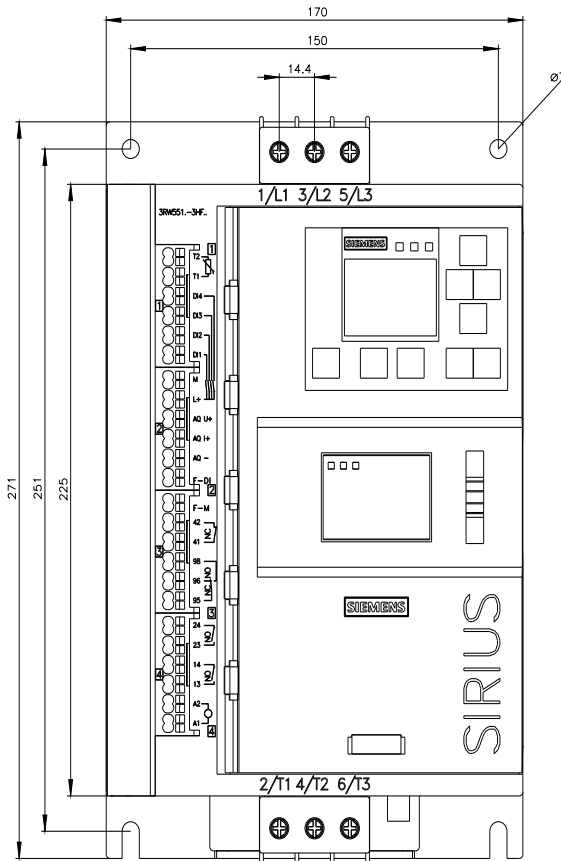 170
150
14.4
1/L1 3/L2 5/L3
3RW551.-3HF..
1
T2
T1
DI4
DI3
DI2
DI1
1
M
L+
AQ U+
AQ I+
AQ -
F-DI
2
2
F-M
42
41
NC
98
96
95
NO
NC
3
3
24
23
NO
14
13
NO
A2
A1
4
4
SIEMENS
SIEMENS
SIRIUS
271
251
225
2/T1 4/T2 6/T3